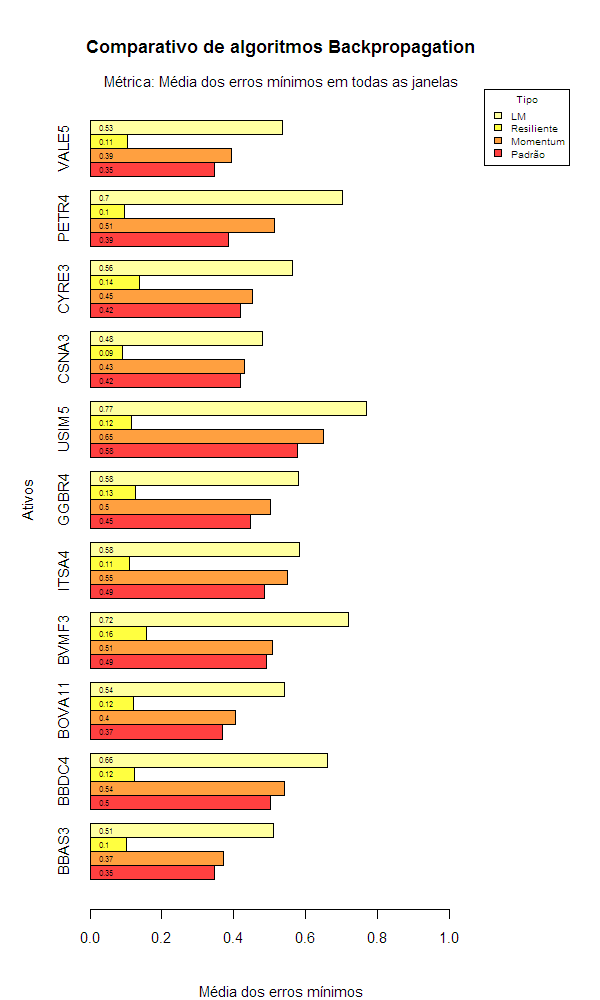 Comparativo de algoritmos Backpropagation
Métrica: Média dos erros mínimos em todas as janelas
Tipo
LM
Resiliente
Momentum
Padrão
Ativos
VALE5
0.53
0.11
0.39
0.35
PETR4
0.7
0.1
0.51
0.39
CYRE3
0.56
0.14
0.45
0.42
CSNA3
0.48
0.09
0.43
0.42
USIM5
0.77
0.12
0.65
0.58
GGBR4
0.58
0.13
0.5
0.45
ITSA4
0.58
0.11
0.55
0.49
BVMF3
0.72
0.16
0.51
0.49
BOVA11
0.54
0.12
0.4
0.37
BBDC4
0.66
0.12
0.54
0.5
BBAS3
0.51
0.1
0.37
0.35
0.0 0.2 0.4 0.6 0.8 1.0
Média dos erros mínimos